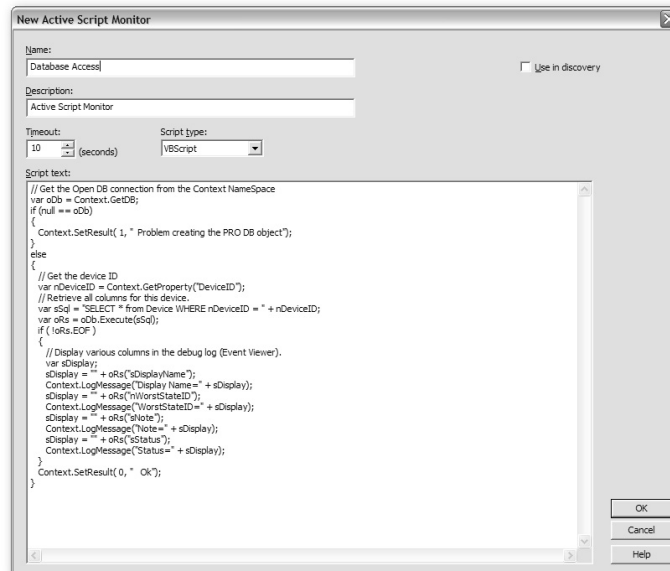 New Active Script Monitor
Name:
Database Access
Use in discovery
Description:
Active Script Monitor
Timeout:
Script type:
10
(seconds)
VBScript
Script text:
// Get the Open DB connection from the Context NameSpace
var oDb = Context.GetDB;
if (null == oDb)
{
Context.SetResult( 1, " Problem creating the PRO DB object");
}
else
{
// Get the device ID
var nDeviceID = Context.GetProperty("DeviceID");
// Retrieve all columns for this device.
var sSql = "SELECT * from Device WHERE nDeviceID = " + nDeviceID;
var oRs = oDb.Execute(sSql);
if ( !oRs.EOF )
{
// Display various columns in the debug log (Event Viewer).
var sDisplay;
sDisplay = "" + oRs("sDisplayName");
Context.LogMessage("Display Name=" + sDisplay);
sDisplay = "" + oRs("nWorstStateID");
Context.LogMessage("WorstStateID=" + sDisplay);
sDisplay = "" + oRs("sNote");
Context.LogMessage("Note=" + sDisplay);
sDisplay = "" + oRs("sStatus");
Context.LogMessage("Status=" + sDisplay);
}
Context.SetResult( 0, "  Ok");
}
OK
Cancel
Help